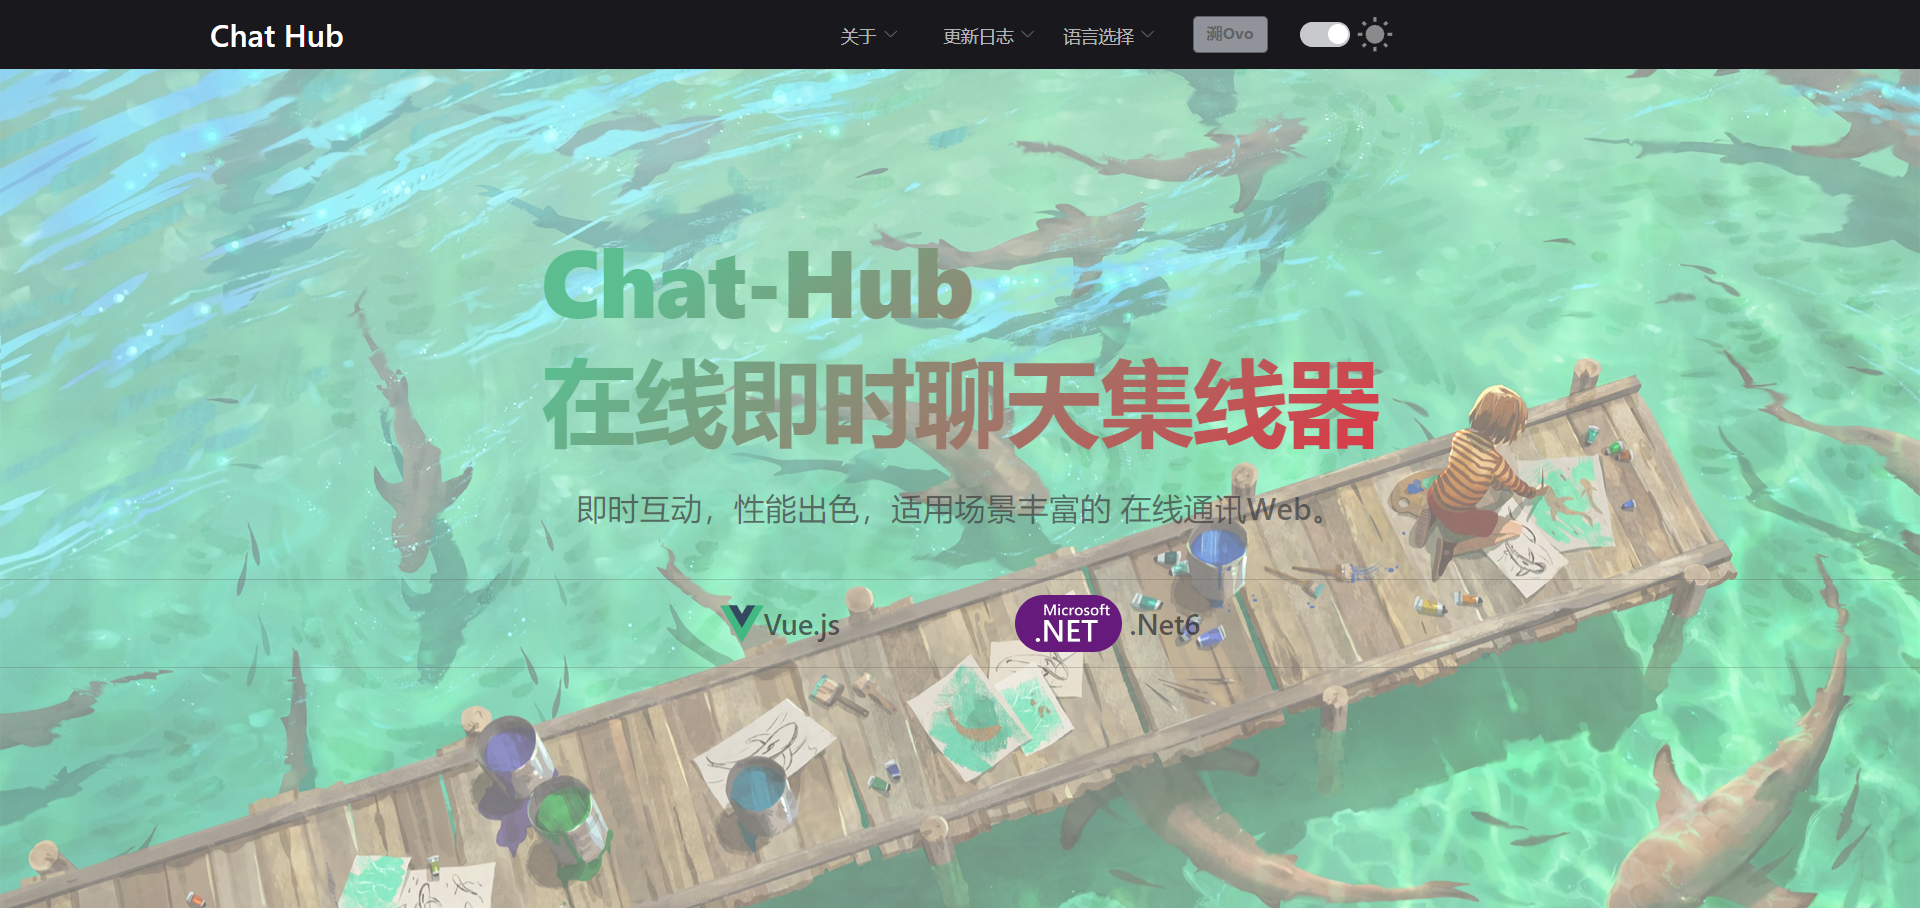 Chat Hub
关于
更新日志
语言选择
溯Ovo
Chat-Hub
在线即时聊天集线器
即时互动，性能出色，适用场景丰富的 在线通讯Web。
Vue.js
Microsoft
.NET
.Net6